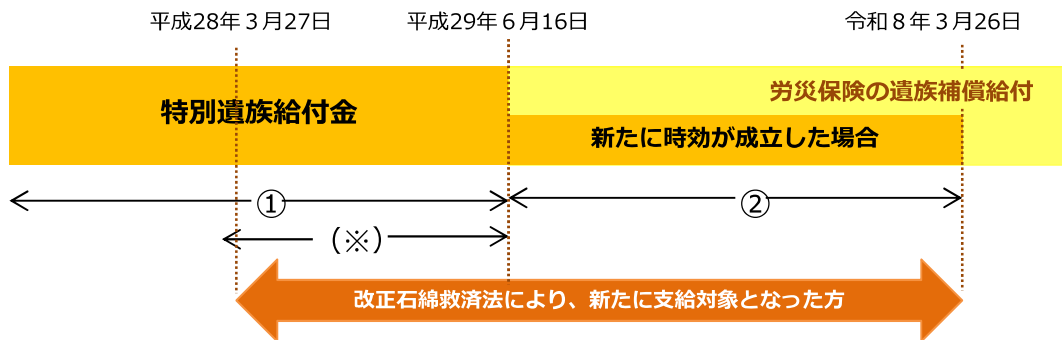 平成28年３月27日
平成29年６月16日
令和８年３月26日
特別遺族給付金
労災保険の遺族補償給付
新たに時効が成立した場合
①
②
（※）
改正石綿救済法により、新たに支給対象となった方